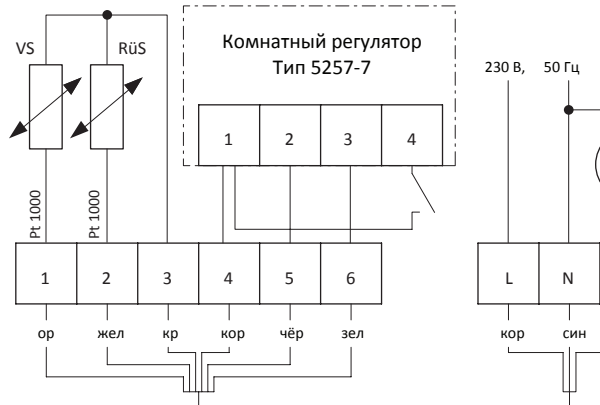 VS
RüS
Комнатный регулятор
Тип 5257-7
230 В, 50 Гц
1 2 3 4
Pt 1000
Pt 1000
1 2 3 4 5 6
L N
ор жел кр кор чёр зел
кор син